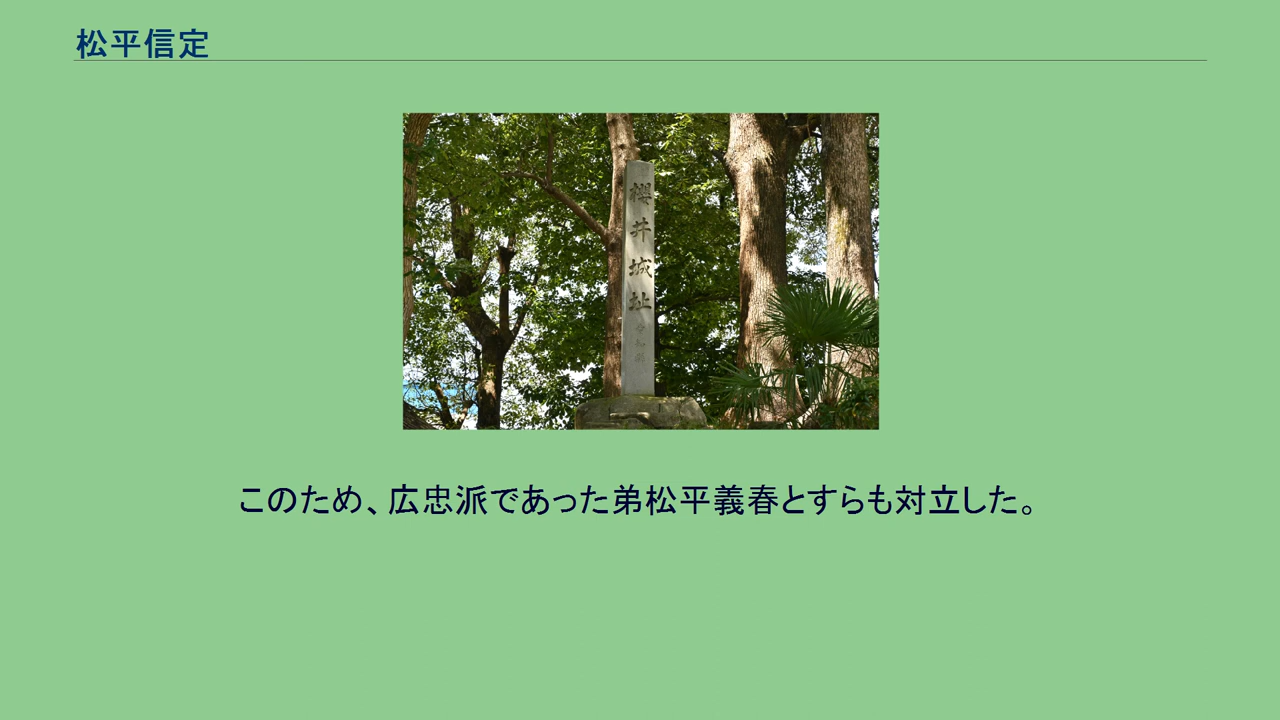 松平信定
櫻井城址
このため、広忠派であった弟松平義春とすらも対立した。